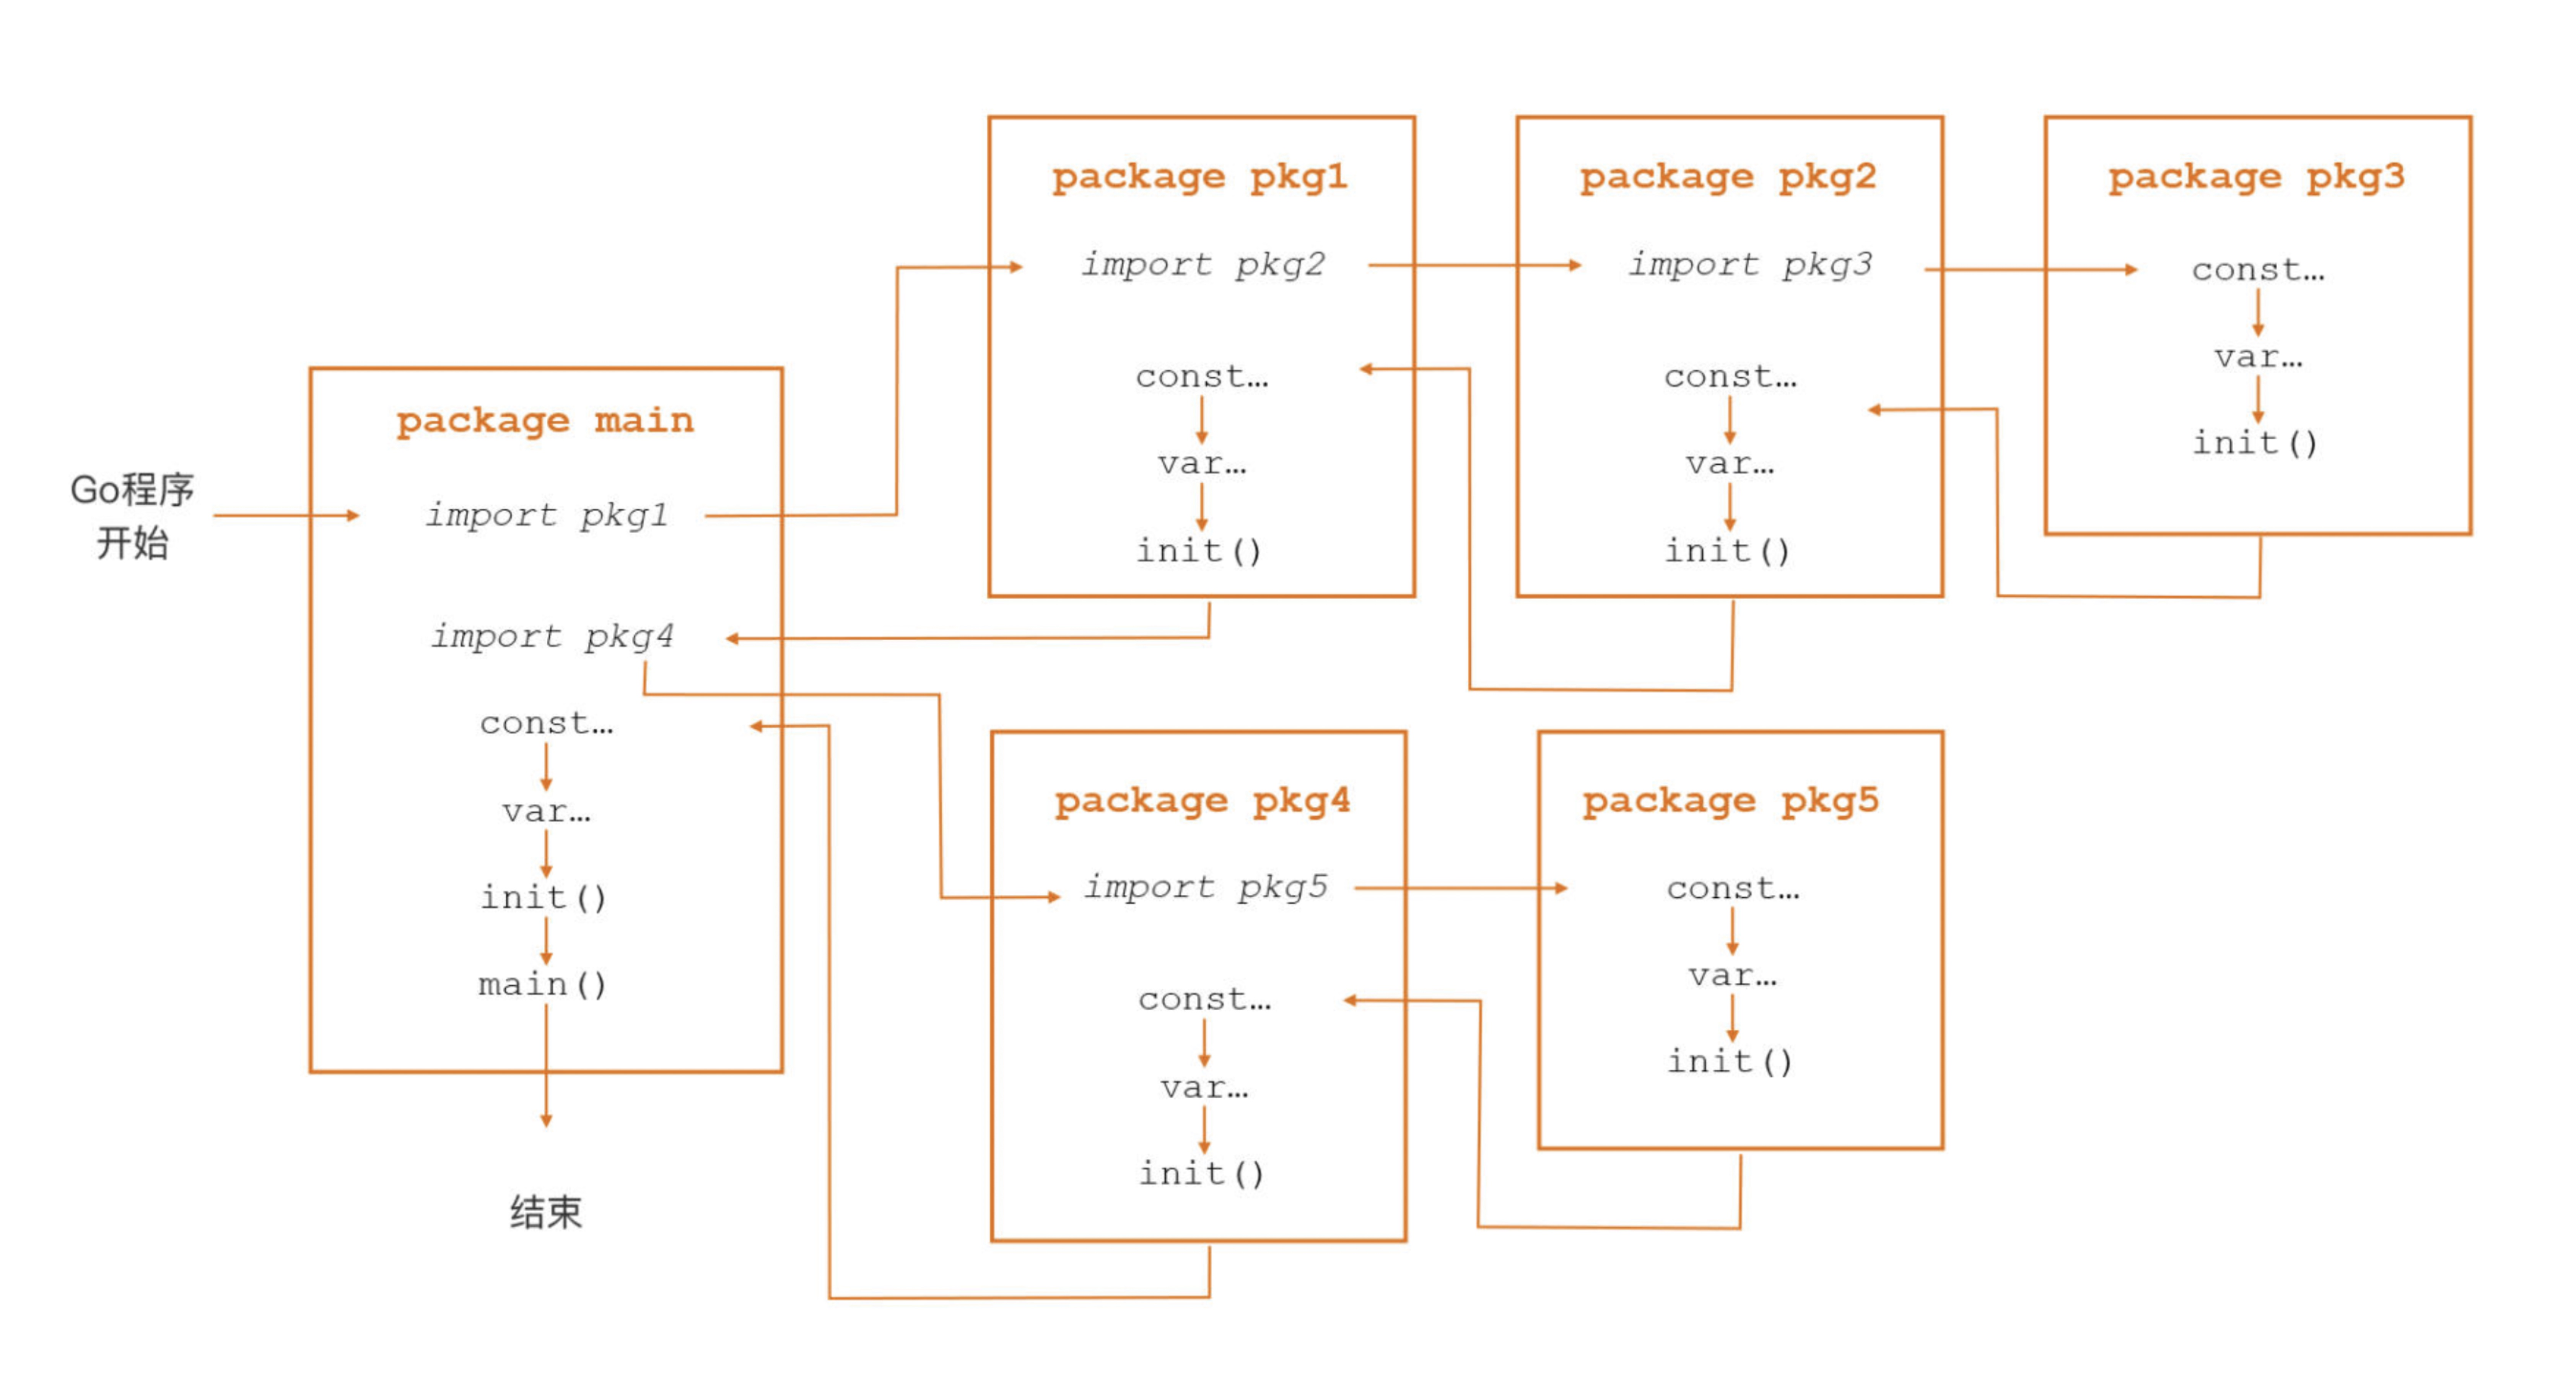 Go程序
开始
package main
import pkg1
import pkg4
const…
var…
init()
main()
结束
package pkg1
import pkg2
const…
var…
init()
package pkg2
import pkg3
const…
var…
init()
package pkg3
const…
var…
init()
package pkg4
import pkg5
const…
var…
init()
package pkg5
const…
var…
init()